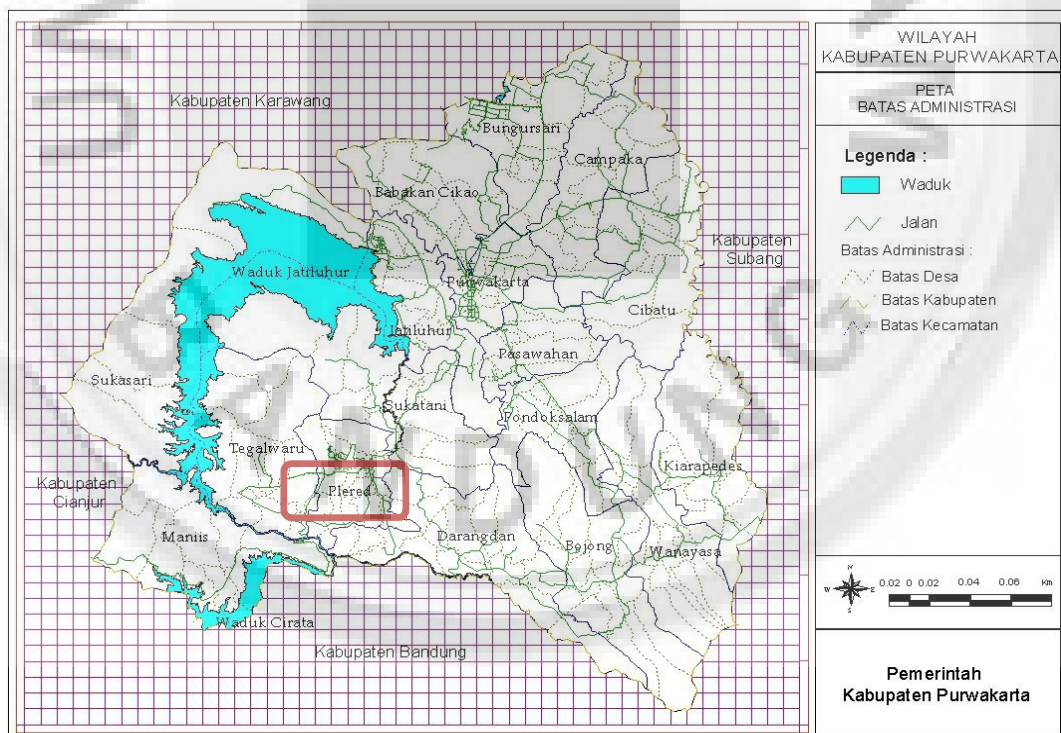 WILAYAH
KABUPATEN PURWAKARTA
PETA
BATAS ADMINISTRASI
Legenda :
Waduk
Jalan
Batas Administrasi :
Batas Desa
Batas Kabupaten
Batas Kecamatan
N
W E
S
0.02 0 0.02 0.04 0.06 Km
Pemerintah
Kabupaten Purwakarta
Kabupaten Karawang
Bungursari
Campaka
Babakan Cikao
Kabupaten
Subang
Waduk Jatiluhur
Purwakarta
Cibatu
Jatiluhur
Pasawahan
Sukasari
Sukatani
Pondoksalam
Tegalwaru
Kiarapedes
Kabupaten
Cianjur
Plered
Maniis
Darangdan
Bojong
Wanayasa
Waduk Cirata
Kabupaten Bandung